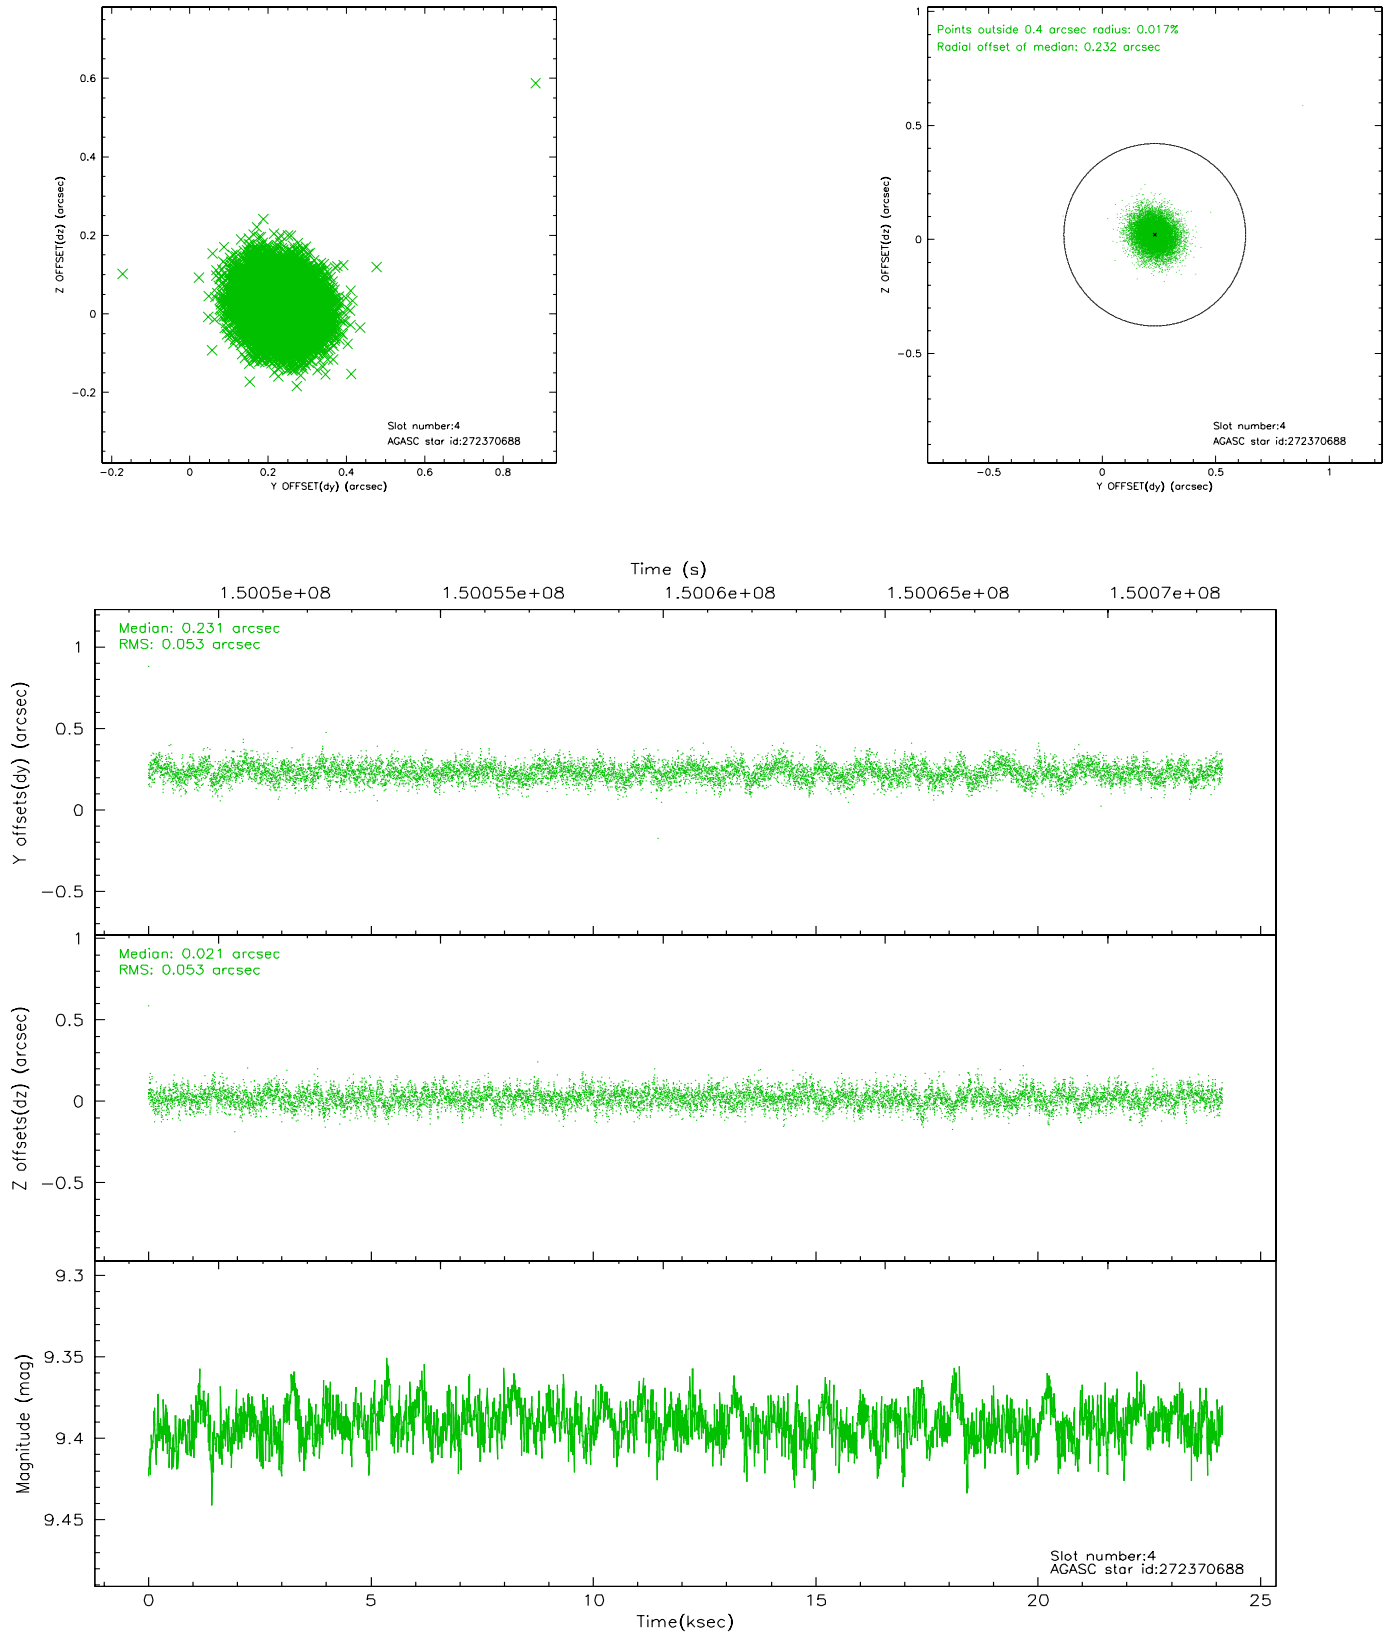 0.6
0.4
0.2
0
−0.2
Z OFFSET(dz) (arcsec)
Slot number:4
AGASC star id:272370688
−0.2 0 0.2 0.4 0.6 0.8
Y OFFSET(dy) (arcsec)
Points outside 0.4 arcsec radius: 0.017%
Radial offset of median: 0.232 arcsec
1
0.5
0
−0.5
Z OFFSET(dz) (arcsec)
Slot number:4
AGASC star id:272370688
−0.5 0 0.5 1
Y OFFSET(dy) (arcsec)
Time (s)
1.5005e+08 1.50055e+08 1.5006e+08 1.50065e+08 1.5007e+08
Median: 0.231 arcsec
RMS: 0.053 arcsec
1
0.5
0
−0.5
Y offsets(dy) (arcsec)
Median: 0.021 arcsec
RMS: 0.053 arcsec
1
0.5
0
−0.5
Z offsets(dz) (arcsec)
9.3
9.35
9.4
9.45
Magnitude (mag)
Slot number:4
AGASC star id:272370688
0 5 10 15 20 25
Time(ksec)